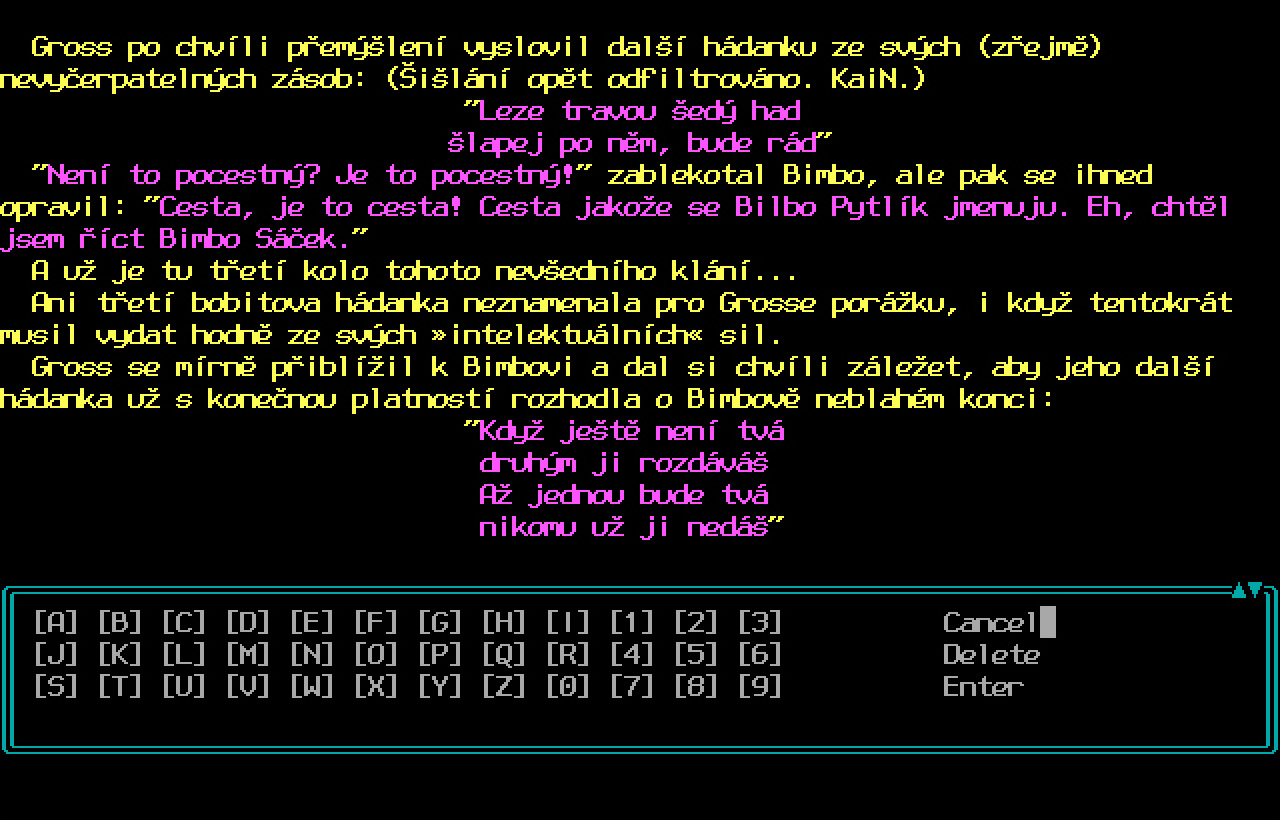 Gross po chvíli přemýšlení vyslovil další hádanku ze svých (zřejmě)
nevyčerpatelných zásob: (Šišlání opět odfiltrováno. KaiN.)
"Leze travou šedý had
šlapej po něm, bude rád"
"Není to pocestný? Je to pocestný!" zablekotal Bimbo, ale pak se ihned
opravil: "Cesta, je to cesta! Cesta jakože se Bilbo Pytlík jmenuju. Eh, chtěl
jsem říct Bimbo Sáček."
A už je tu třetí kolo tohoto nevšedního klání...
Ani třetí bobitova hádanka neznamenala pro Grosse porážku, i když tentokrát
musil vydat hodně ze svých »intelektuálních« sil.
Gross se mírně přiblížil k Bimbovi a dal si chvíli záležet, aby jeho další
hádanka už s konečnou platností rozhodla o Bimbově neblahém konci:
"Když ještě není tvá
druhým ji rozdáváš
Až jednou bude tvá
nikomu už ji nedáš"
[A] [B] [C] [D] [E] [F] [G] [H] [I] [1] [2] [3] Cancel
[J] [K] [L] [M] [N] [O] [P] [Q] [R] [4] [5] [6] Delete
[S] [T] [U] [V] [W] [X] [Y] [Z] [0] [7] [8] [9] Enter